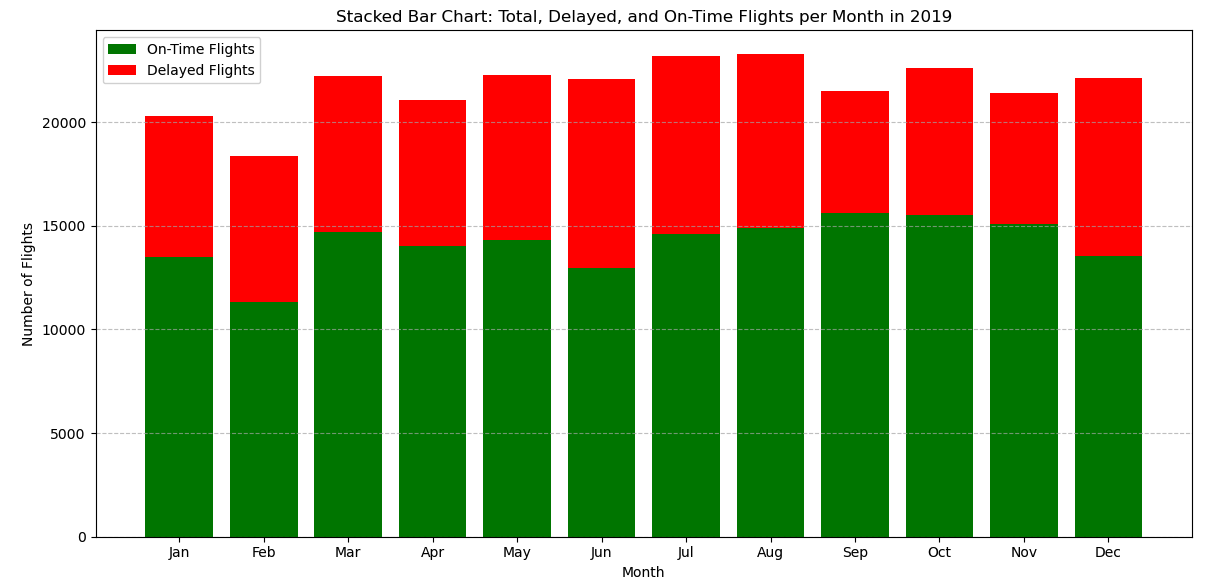 Stacked Bar Chart: Total, Delayed, and On-Time Flights per Month in 2019
On-Time Flights
Delayed Flights
Number of Flights
20000
15000
10000
5000
0
Jan Feb Mar Apr May Jun Jul Aug Sep Oct Nov Dec
Month